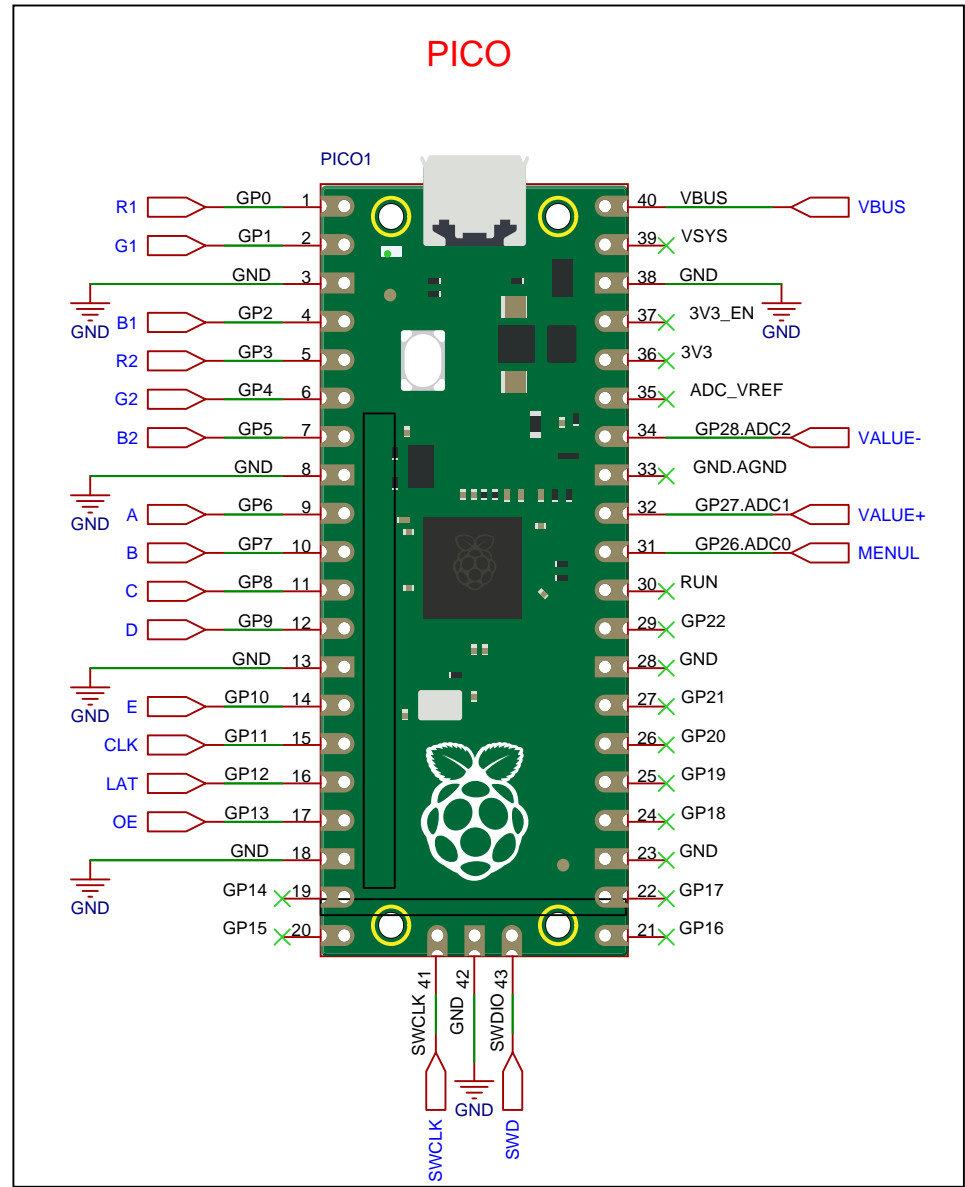 PICO
PICO1
R1 GP0 1 40 VBUS VBUS
G1 GP1 2 39 VSYS
GND 3 38 GND
GND GND
B1 GP2 4 37 3V3_EN
R2 GP3 5 36 3V3
G2 GP4 6 35 ADC_VREF
B2 GP5 7 34 GP28.ADC2 VALUE-
GND 8 33 GND.AGND
GND
A GP6 9 32 GP27.ADC1 VALUE+
B GP7 10 31 GP26.ADC0 MENUL
C GP8 11 30 RUN
D GP9 12 29 GP22
GND 13 28 GND
GND
E GP10 14 27 GP21
CLK GP11 15 26 GP20
LAT GP12 16 25 GP19
OE GP13 17 24 GP18
GND 18 23 GND
GND
GP14 19 22 GP17
GP15 20 21 GP16
SWCLK 41
GND 42
SWDIO 43
SWCLK
GND
SWD